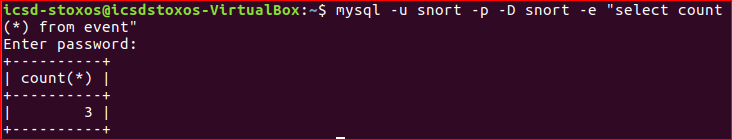 icsd-stoxos@icsdstoxos-VirtualBox:~$ mysql -u snort -p -D snort -e "select count
(*) from event"
Enter password:
+----------+
| count(*) |
+----------+
|        3 |
+----------+